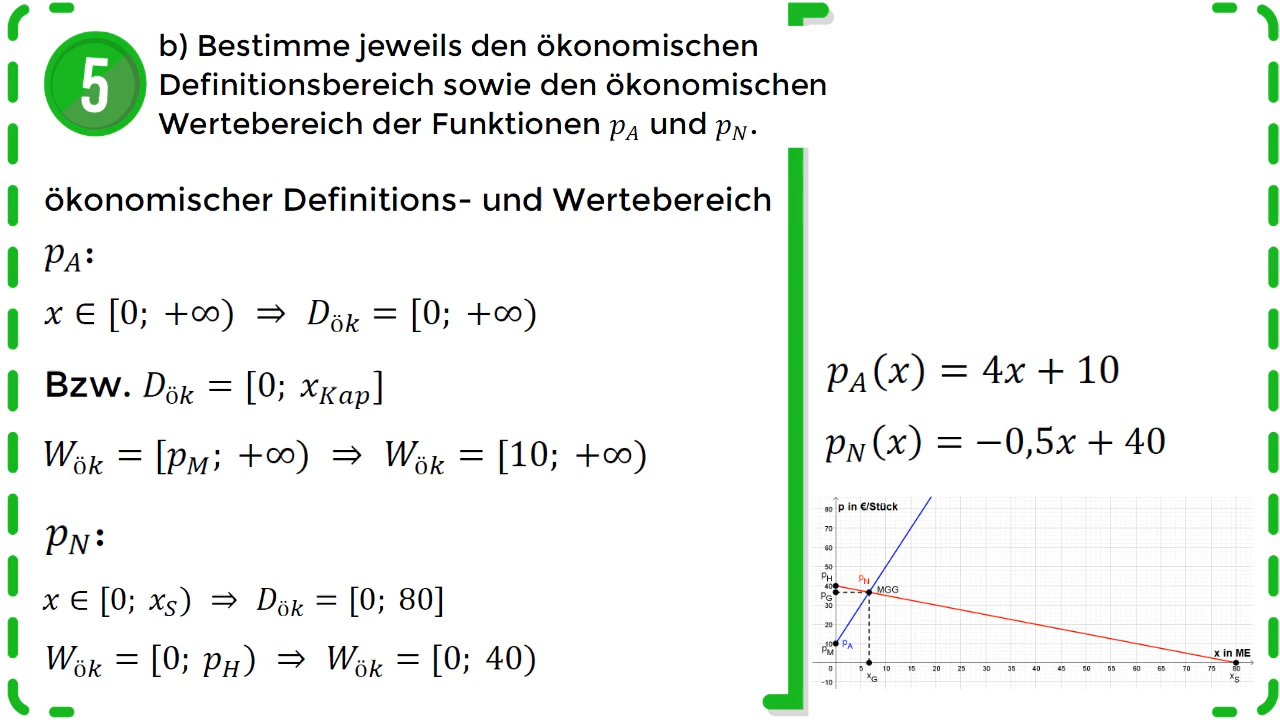 5
b) Bestimme jeweils den ökonomischen
Definitionsbereich sowie den ökonomischen
Wertebereich der Funktionen p_A und p_N.
ökonomischer Definitions- und Wertebereich
p_A:
x ∈ [0; +∞) ⇒ D_ök = [0; +∞)
Bzw. D_ök = [0; x_Kap]
W_ök = [p_M; +∞) ⇒ W_ök = [10; +∞)
p_N:
x ∈ [0; x_S) ⇒ D_ök = [0; 80]
W_ök = [0; p_H) ⇒ W_ök = [0; 40)
p_A(x) = 4x + 10
p_N(x) = −0,5x + 40
p in €/Stück
80
70
60
50
p_H
40
p_N
MGG
p_G
30
20
10
p_A
p_M
x in ME
0 5 10 15 20 25 30 35 40 45 50 55 60 65 70 75 80
x_G
x_S
−10